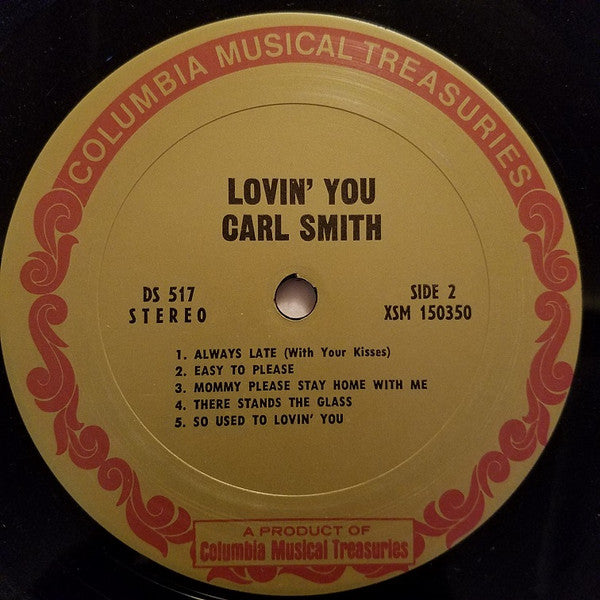 COLUMBIA MUSICAL TREASURIES
LOVIN' YOU
CARL SMITH
DS 517
STEREO
SIDE 2
XSM 150350
1. ALWAYS LATE (With Your Kisses)
2. EASY TO PLEASE
3. MOMMY PLEASE STAY HOME WITH ME
4. THERE STANDS THE GLASS
5. SO USED TO LOVIN' YOU
A PRODUCT OF
Columbia Musical Treasuries